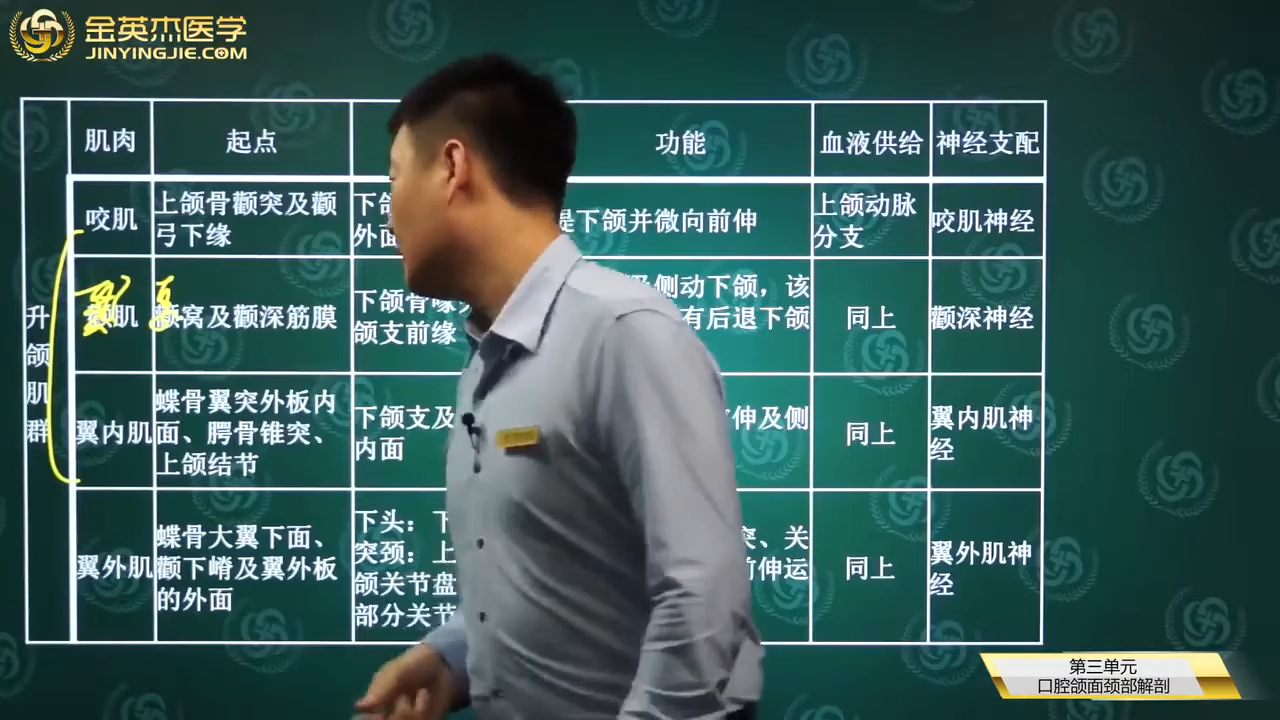 金英杰医学
JINYINGJIE.COM
肌肉
起点
功能
血液供给
神经支配
升颌肌群
咬肌
上颌骨颧突及颧
弓下缘
下颌
外面
提下颌并微向前伸
上颌动脉
分支
咬肌神经
颞肌
颞窝及颞深筋膜
下颌骨喙突
颌支前缘
及侧动下颌，该
有后退下颌
同上
颞深神经
翼内肌
蝶骨翼突外板内
面、腭骨锥突、
上颌结节
下颌支及
内面
伸及侧
同上
翼内肌神
经
翼外肌
蝶骨大翼下面、
颞下嵴及翼外板
的外面
下头：下
突颈：上
颌关节盘
部分关节
突、关
前伸运
同上
翼外肌神
经
第三单元
口腔颌面颈部解剖